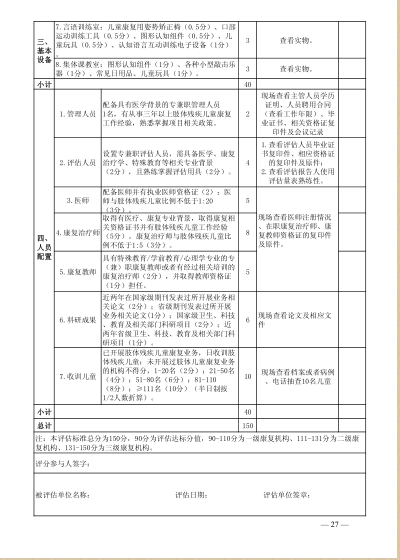 三、基本设备
7.言语训练室：儿童康复用姿势矫正椅（0.5分）、口部
运动训练工具（0.5分）、图形认知组件（0.5分）、儿
童玩具（0.5分）、认知语言互动训练电子设备（1分）
。
3
查看实物。
8.集体课教室：图形认知组件（1分）、各种小型敲击乐
器（1分）、常见日用品、儿童玩具（1分）。
3
查看实物。
小计
40
四、人员配置
1.管理人员
配备具有医学背景的专兼职管理人员
1名，有从事三年以上肢体残疾儿童康复
工作经验，熟悉掌握项目相关政策。
2
现场查看主管人员学历
证明、人员聘用合同
（查看工作年限）、毕
业证书、相关资格证复
印件及会议记录
2.评估人员
设置专兼职评估人员，需具备医学、康复
治疗学、特殊教育等相关专业背景
（2分），且熟练掌握评估用具（2分）。
4
1.查看评估人员毕业证
书复印件、相应资格证
的复印件及原件；
2.查看评估报告人使用
评估量表熟练性。
3.医师
配备医师并有执业医师资格证（2）；医
师与肢体残疾儿童比例不低于1:20
（3分）。
5
现场查看医师注册情况
、在职康复治疗师、康
复教师资格证的复印件
及原件。
4.康复治疗师
取得有医疗、康复专业背景，取得康复相
关资格证书并有肢体残疾儿童工作经验
（5分）。康复治疗师与肢体残疾儿童比
例不低于1:5（3分）。
8
5.康复教师
具有特殊教育/学前教育/心理学专业的专
（兼）职康复教师或者有经过相关培训的
康复治疗师（2分），并取得教师资格证
（1分）担任。
5
6.科研成果
近两年在国家级期刊发表过所开展业务相
关论文（2分）；省级期刊发表过所开展
业务相关论文(1分)；国家级卫生、科技
、教育及相关部门科研项目（2分）；近
两年省级卫生、科技、教育及相关部门科
研项目（1分）。
6
现场查看论文及相应文
件
7.收训儿童
已开展肢体残疾儿童康复业务，日收训肢
体残疾儿童；未开展过肢体儿童康复业务
的机构不得分，1-20名（2分）；21-50名
（4分）；51-80名（6分）；81-110
（8分）；≥111名（10分）（半日制按
1/2人数折算）。
10
现场查看档案或者病例
、电话抽查10名儿童
小计
40
总计
150
注：本评估标准总分为150分，90分为评估达标分值，90-110分为一级康复机构、111-131分为二级康
复机构、131-150分为三级康复机构。
评分参与人签字：
被评估单位名称： 评估日期： 评估单位签章：
— 27 —